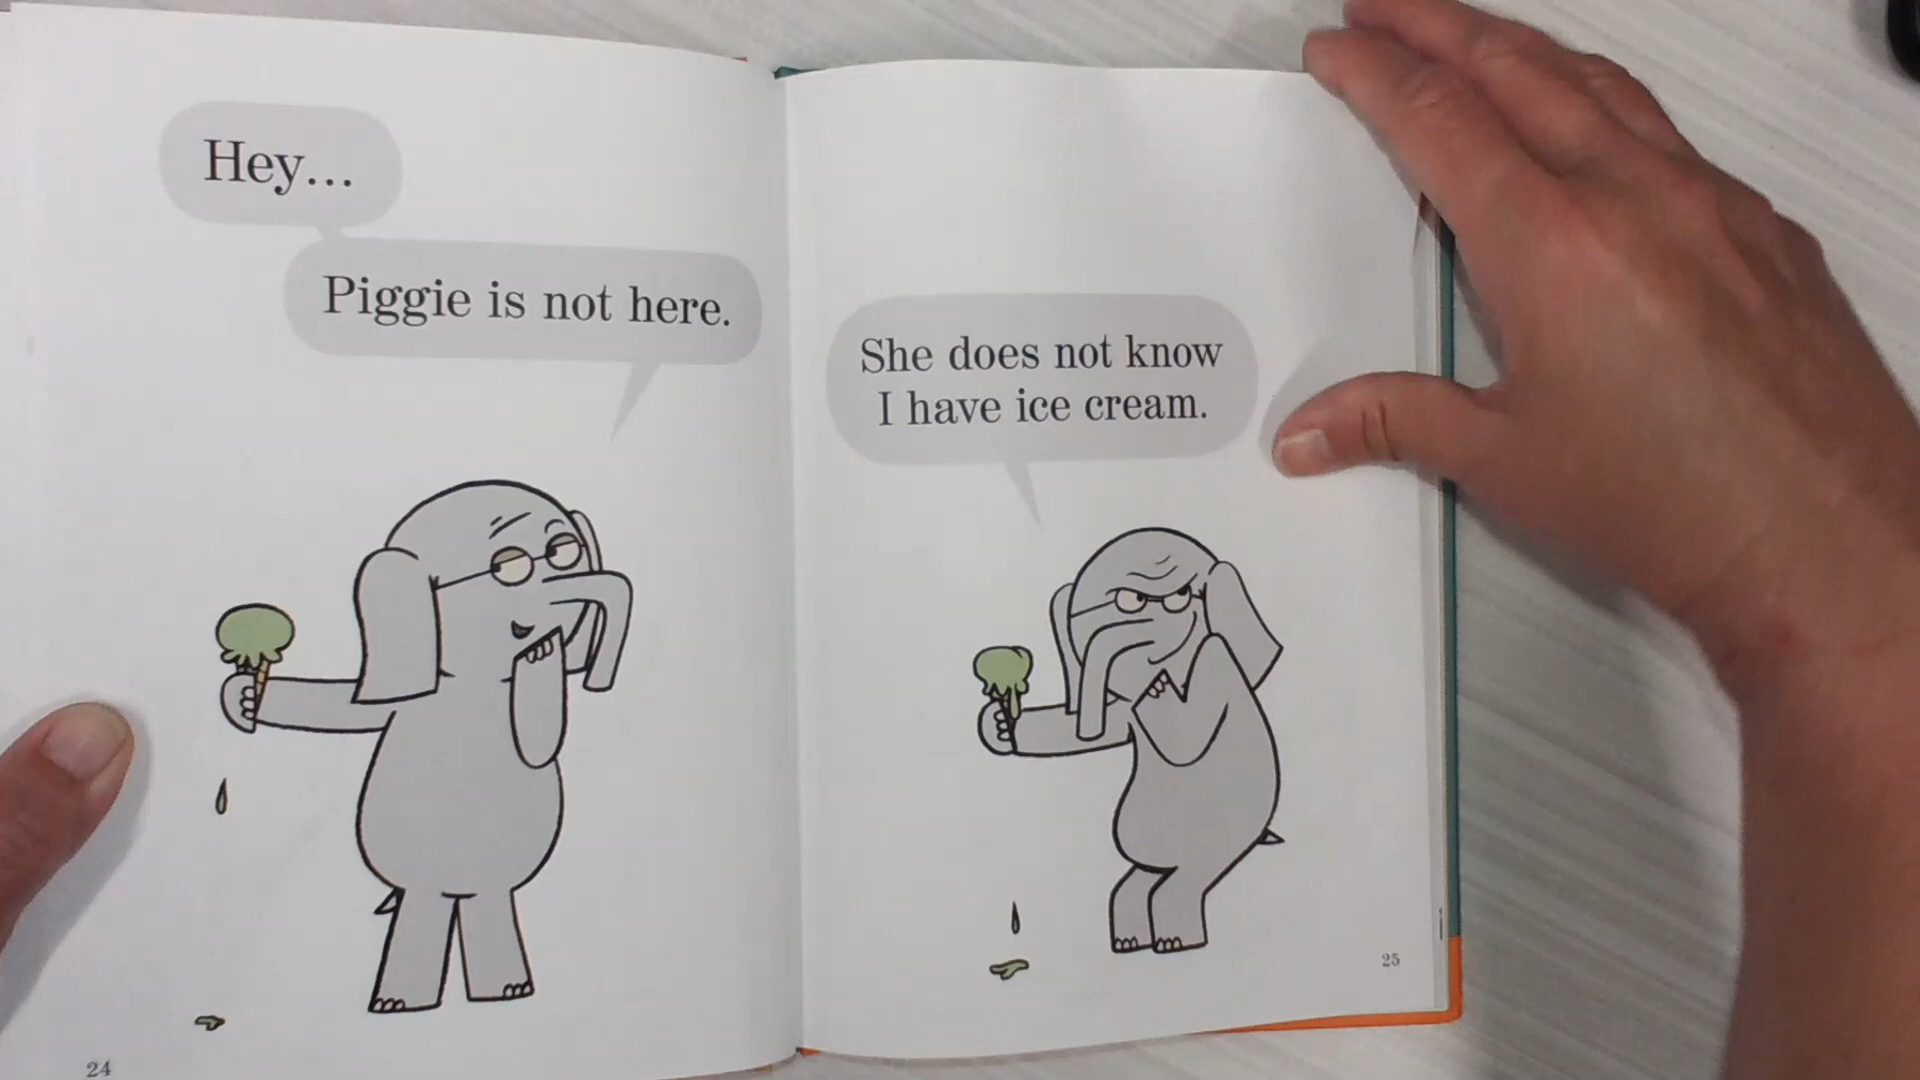 Hey...
Piggie is not here.
24
She does not know
I have ice cream.
25